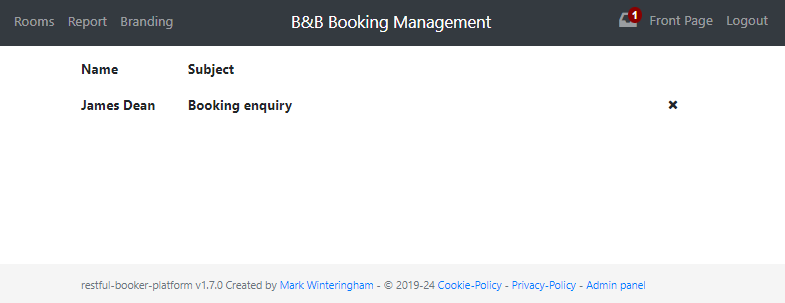 Rooms Report Branding B&B Booking Management 1 Front Page Logout
Name Subject
James Dean Booking enquiry
restful-booker-platform v1.7.0 Created by Mark Winteringham - © 2019-24 Cookie-Policy - Privacy-Policy - Admin panel